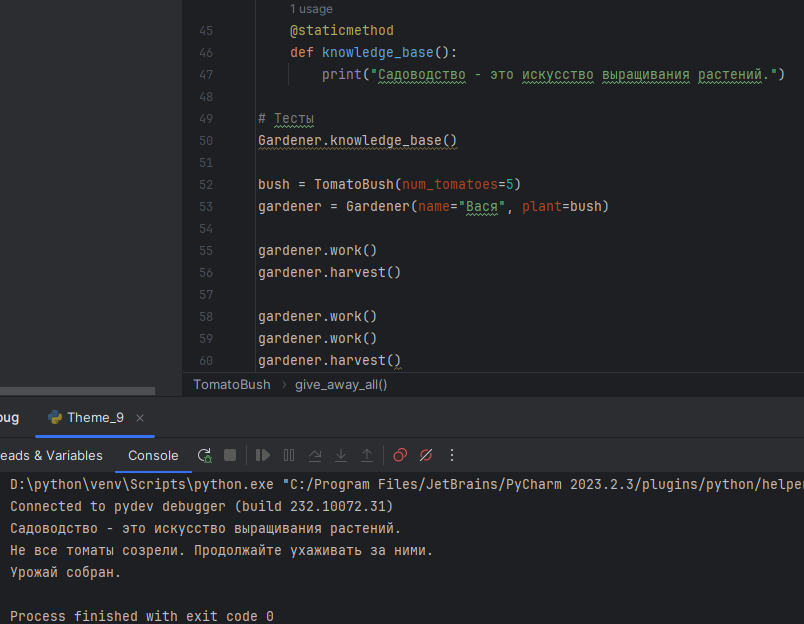 1 usage
45 @staticmethod
46 def knowledge_base():
47 print("Садоводство - это искусство выращивания растений.")
48
49 # Тесты
50 Gardener.knowledge_base()
51
52 bush = TomatoBush(num_tomatoes=5)
53 gardener = Gardener(name="Вася", plant=bush)
54
55 gardener.work()
56 gardener.harvest()
57
58 gardener.work()
59 gardener.work()
60 gardener.harvest()
TomatoBush › give_away_all()
bug Theme_9 ×
eads & Variables Console
D:\python\venv\Scripts\python.exe "C:/Program Files/JetBrains/PyCharm 2023.2.3/plugins/python/helper
Connected to pydev debugger (build 232.10072.31)
Садоводство - это искусство выращивания растений.
Не все томаты созрели. Продолжайте ухаживать за ними.
Урожай собран.
Process finished with exit code 0